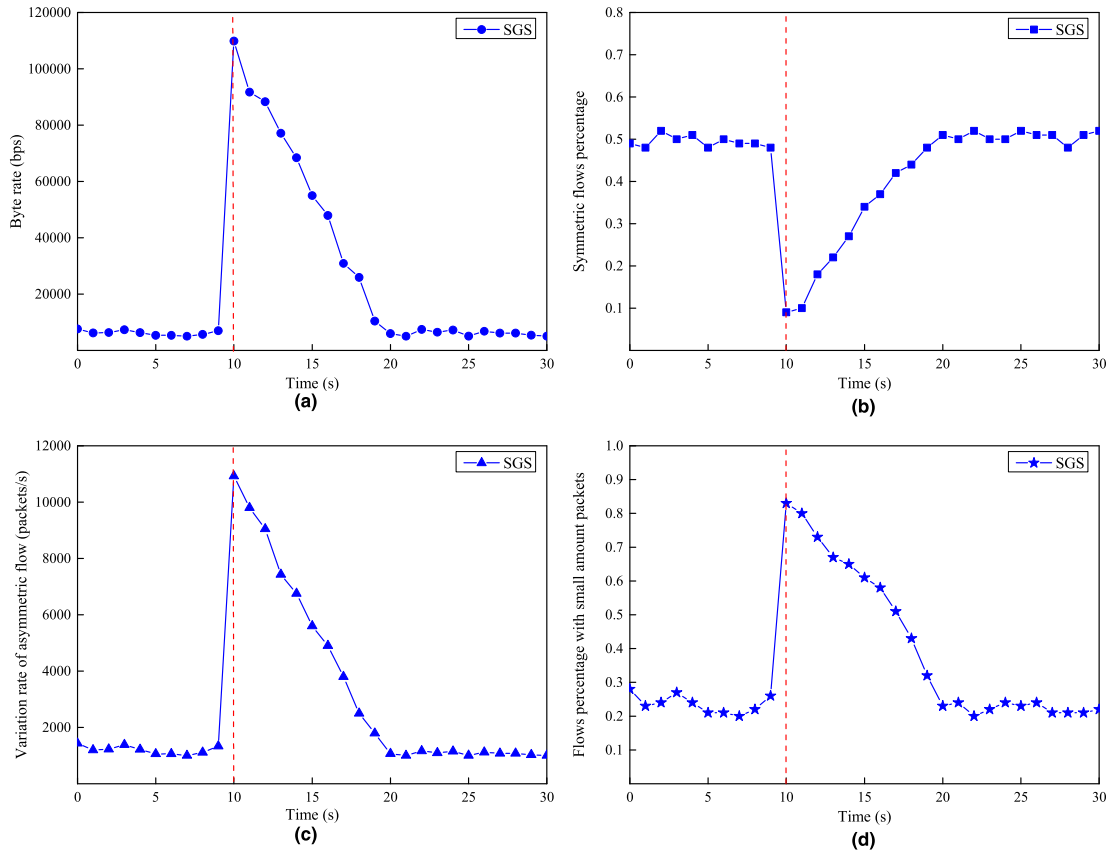 120000
100000
80000
60000
40000
20000
Byte rate (bps)
SGS
0 5 10 15 20 25 30
Time (s)
(a)
0.8
0.7
0.6
0.5
0.4
0.3
0.2
0.1
Symmetric flows percentage
SGS
0 5 10 15 20 25 30
Time (s)
(b)
12000
10000
8000
6000
4000
2000
Variation rate of asymmetric flow (packets/s)
SGS
0 5 10 15 20 25 30
Time (s)
(c)
1.0
0.9
0.8
0.7
0.6
0.5
0.4
0.3
0.2
0.1
Flows percentage with small amount packets
SGS
0 5 10 15 20 25 30
Time (s)
(d)